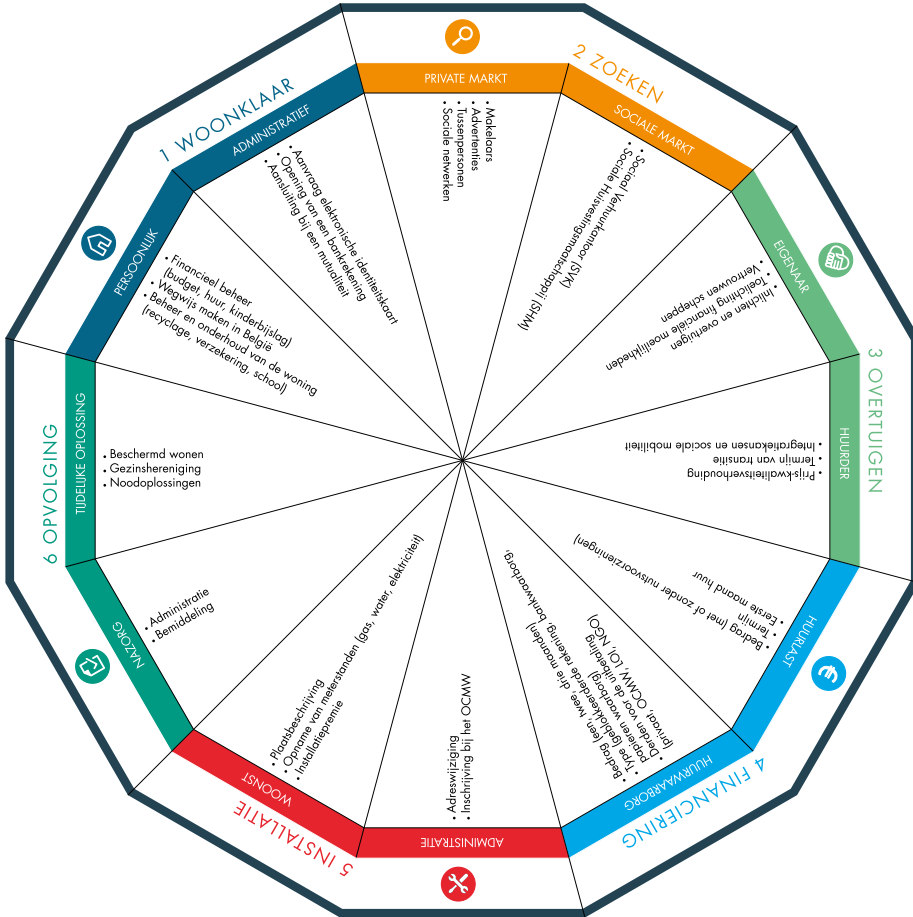 1 WOONKLAAR
PERSOONLIJK
• Financieel beheer
(budget, huur, kinderbijslag)
• Wegwijs maken in België
• Beheer en onderhoud van de woning
(recyclage, verzekering, school)
ADMINISTRATIEF
• Aanvraag elektronische identiteitskaart
• Opening van een bankrekening
• Aansluiting bij een mutualiteit
2 ZOEKEN
PRIVATE MARKT
• Makelaars
• Advertenties
• Tussenpersonen
• Sociale netwerken
SOCIALE MARKT
• Sociaal Verhuurkantoor (SVK)
• Sociale Huisvestingsmaatschappij (SHM)
3 OVERTUIGEN
EIGENAAR
• Inlichten en overtuigen
• Toelichting financiële moeilijkheden
• Vertrouwen scheppen
HUURDER
• Prijs-kwaliteitsverhouding
• Termijn van transitie
• Integratiekansen en sociale mobiliteit
4 FINANCIERING
HUURLAST
• Bedrag (met of zonder nutsvoorzieningen)
• Termijn
• Eerste maand huur
HUURWAARBORG
• Bedrag (een, twee, drie maanden)
• Type (geblokkeerde rekening, bankwaarborg,
papieren waarborg)
• Derden voor de uitbetaling
(privaat, OCMW, LOI, NGO)
5 INSTALLATIE
ADMINISTRATIE
• Adreswijziging
• Inschrijving bij het OCMW
WOONST
• Plaatsbeschrijving
• Opname van meterstanden (gas, water, elektriciteit)
• Installatiepremie
6 OPVOLGING
NAZORG
• Administratie
• Bemiddeling
TIJDELIJKE OPLOSSING
• Beschermd wonen
• Gezinshereniging
• Noodoplossingen